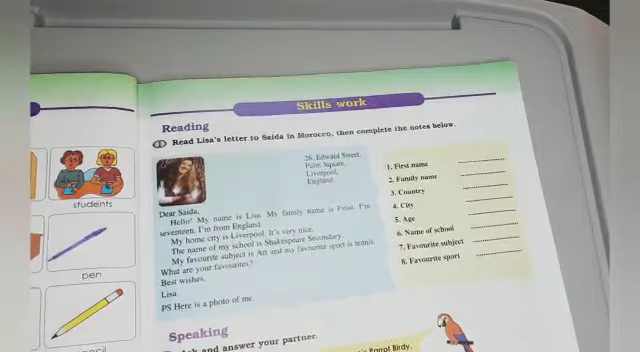 Skills work
Reading
1 Read Lisa's letter to Saida in Morocco, then complete the notes below.
26, Edward Street,
Palm Square,
Liverpool,
England.
Dear Saida,
Hello! My name is Lisa. My family name is Frost. I'm
seventeen. I'm from England.
My home city is Liverpool. It's very nice.
The name of my school is Shakespeare Secondary.
My favourite subject is Art and my favourite sport is tennis.
What are your favourites?
Best wishes,
Lisa
PS Here is a photo of me
1. First name
2. Family name
3. Country
4. City
5. Age
6. Name of school
7. Favourite subject
8. Favourite sport
students
pen
Speaking
and answer your partner.
Parrot Birdy.